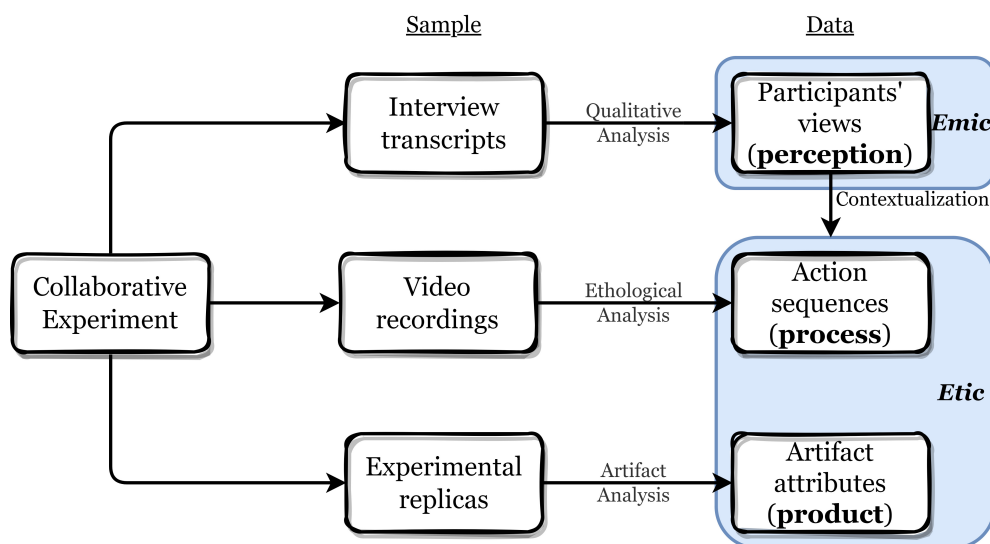 Sample
Data
Interview
transcripts
Qualitative
Analysis
Participants'
views
(perception)
Emic
Contextualization
Collaborative
Experiment
Video
recordings
Ethological
Analysis
Action
sequences
(process)
Etic
Experimental
replicas
Artifact
Analysis
Artifact
attributes
(product)